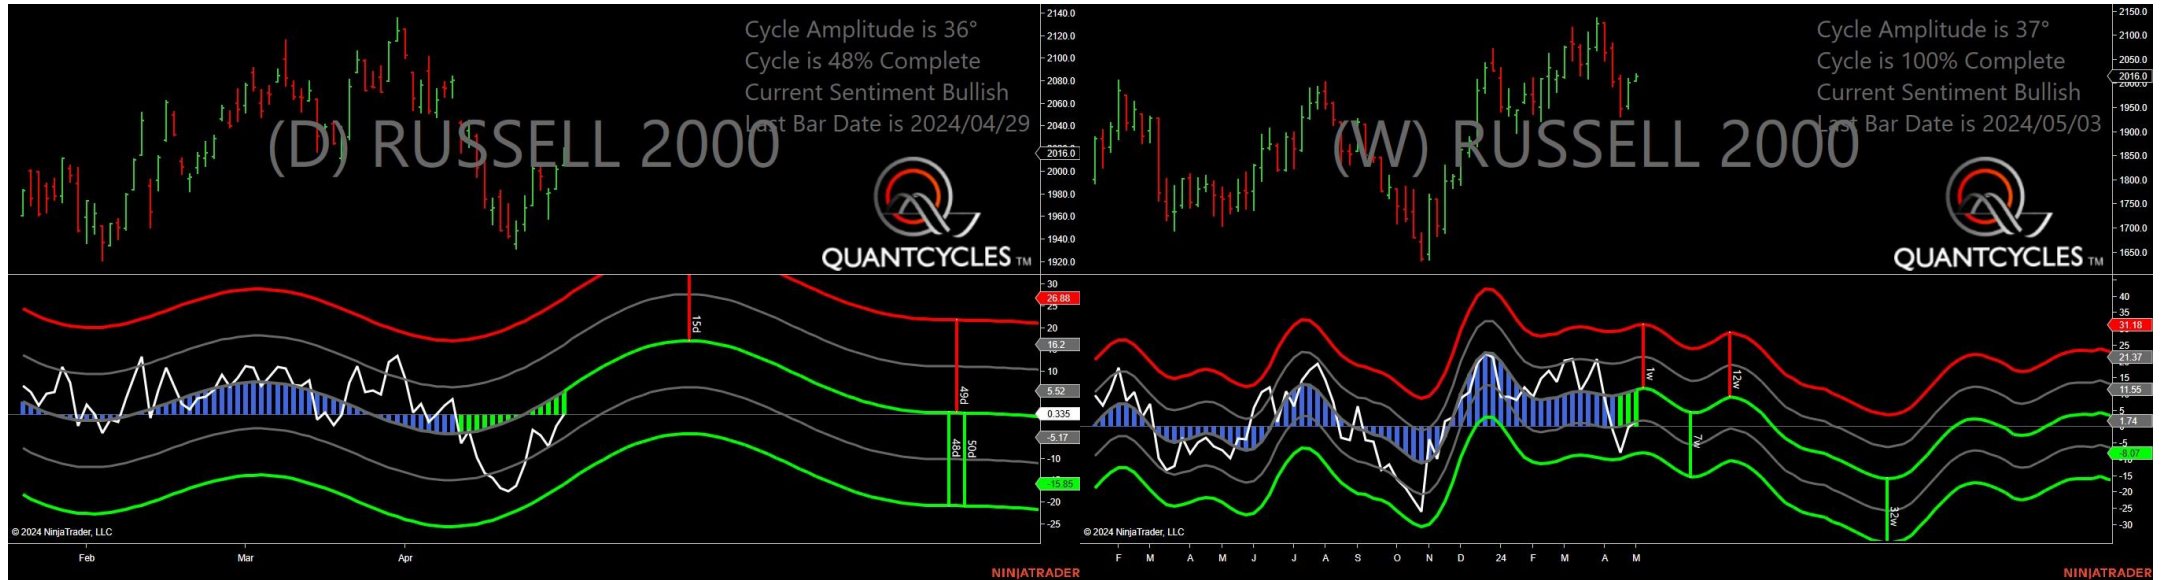 Cycle Amplitude is 36°
Cycle is 48% Complete
Current Sentiment Bullish
Last Bar Date is 2024/04/29
(D) RUSSELL 2000
QUANTCYCLES TM
2140.0
2120.0
2100.0
2080.0
2060.0
2040.0
2016.0
2000.0
1980.0
1960.0
1940.0
1920.0
30
26.88
25
20
16.2
10
5.52
0.335
-5.17
-10
-15.85
-20
-25
15d
49d
48d
50d
© 2024 NinjaTrader, LLC
Feb Mar Apr
NINJATRADER
Cycle Amplitude is 37°
Cycle is 100% Complete
Current Sentiment Bullish
Last Bar Date is 2024/05/03
(W) RUSSELL 2000
QUANTCYCLES TM
2150.0
2100.0
2050.0
2016.0
2000.0
1950.0
1900.0
1850.0
1800.0
1750.0
1700.0
1650.0
40
35
31.18
25
21.37
15
11.55
5
1.74
-5
-8.07
-15
-20
-25
-30
1w
12w
7w
32w
© 2024 NinjaTrader, LLC
F M A M J J A S O N D 24 F M A M
NINJATRADER